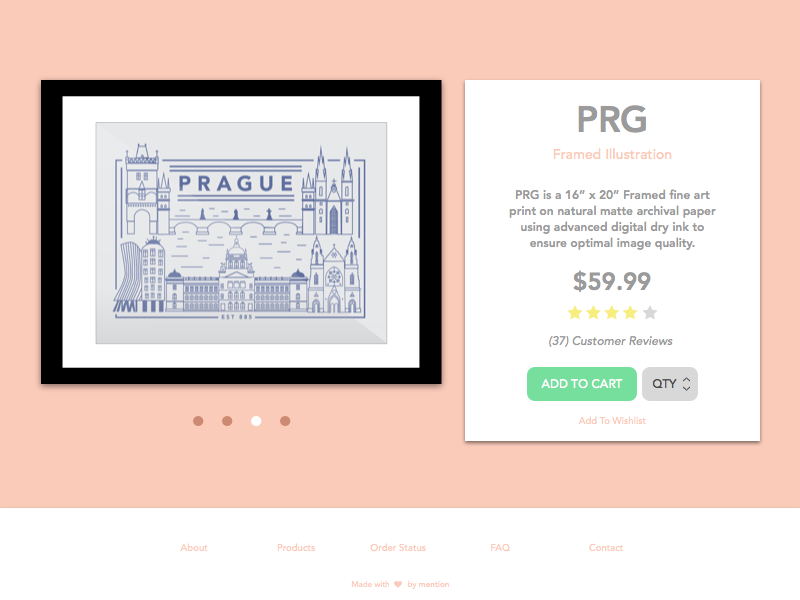 PRAGUE
EST 885
PRG
Framed Illustration
PRG is a 16” x 20” Framed fine art
print on natural matte archival paper
using advanced digital dry ink to
ensure optimal image quality.
$59.99
(37) Customer Reviews
ADD TO CART
QTY
Add To Wishlist
About
Products
Order Status
FAQ
Contact
Made with ♥ by mention